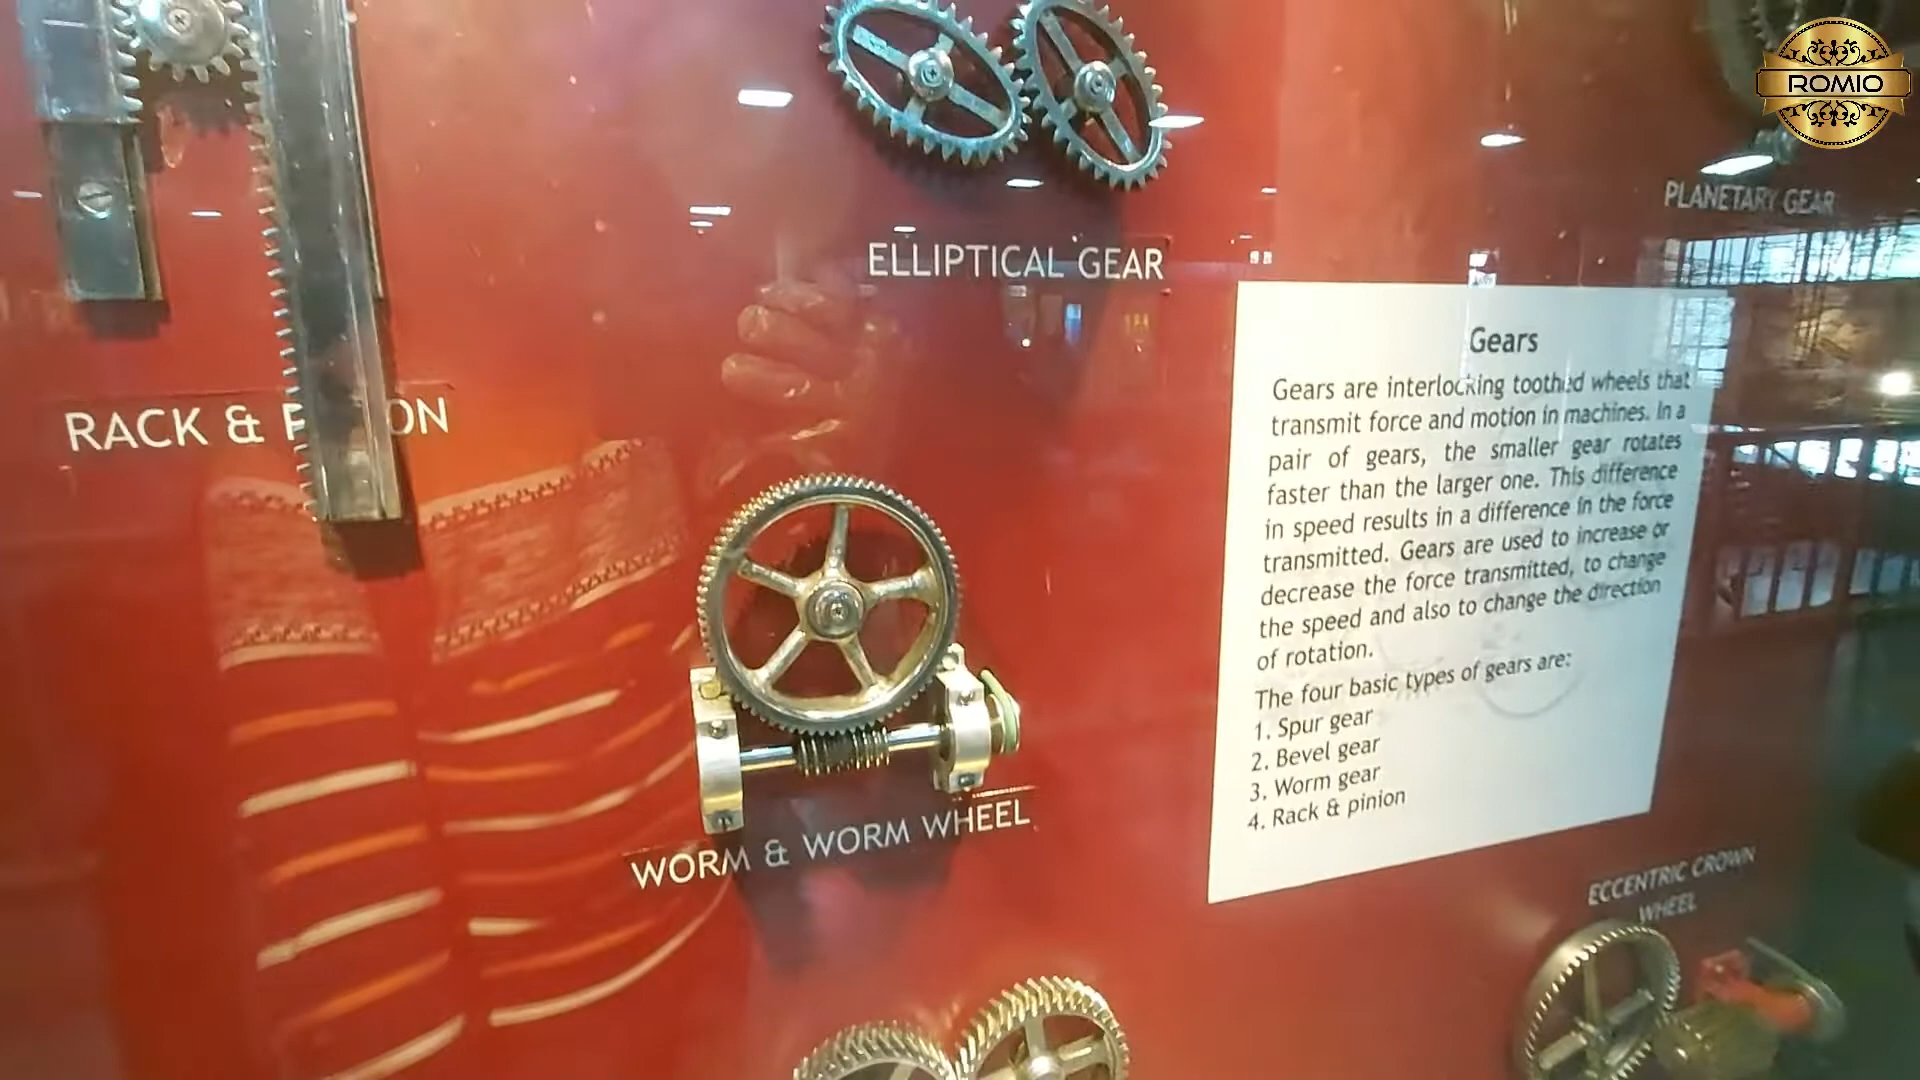 ROMIO
PLANETARY GEAR
ELLIPTICAL GEAR
RACK & P ON
Gears
Gears are interlocking toothed wheels that
transmit force and motion in machines. In a
pair of gears, the smaller gear rotates
faster than the larger one. This difference
in speed results in a difference in the force
transmitted. Gears are used to increase or
decrease the force transmitted, to change
the speed and also to change the direction
of rotation.
The four basic types of gears are:
1. Spur gear
2. Bevel gear
3. Worm gear
4. Rack & pinion
WORM & WORM WHEEL
ECCENTRIC CROWN
WHEEL